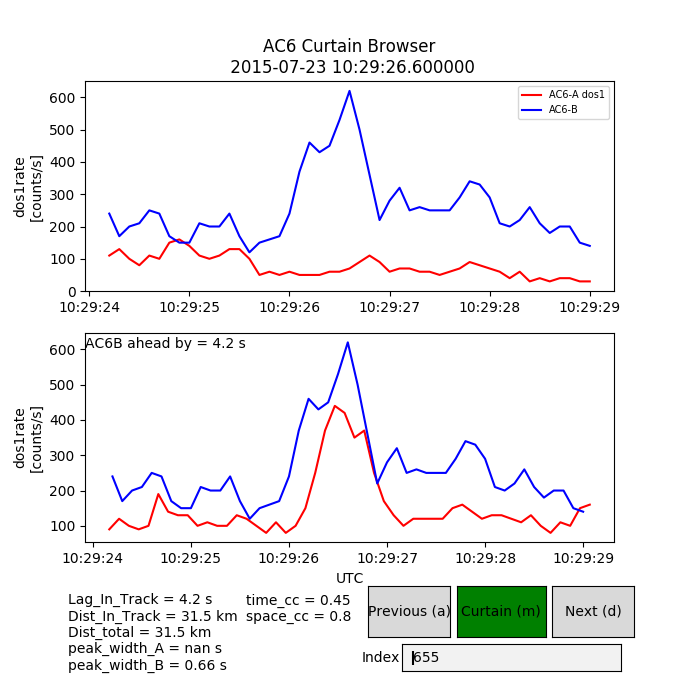 AC6 Curtain Browser
2015-07-23 10:29:26.600000
AC6-A dos1
AC6-B
600
500
400
300
200
100
0
dos1rate
[counts/s]
10:29:24 10:29:25 10:29:26 10:29:27 10:29:28 10:29:29
AC6B ahead by = 4.2 s
600
500
400
300
200
100
dos1rate
[counts/s]
10:29:24 10:29:25 10:29:26 10:29:27 10:29:28 10:29:29
UTC
Lag_In_Track = 4.2 s
Dist_In_Track = 31.5 km
Dist_total = 31.5 km
peak_width_A = nan s
peak_width_B = 0.66 s
time_cc = 0.45
space_cc = 0.8
Previous (a) Curtain (m) Next (d)
Index 655